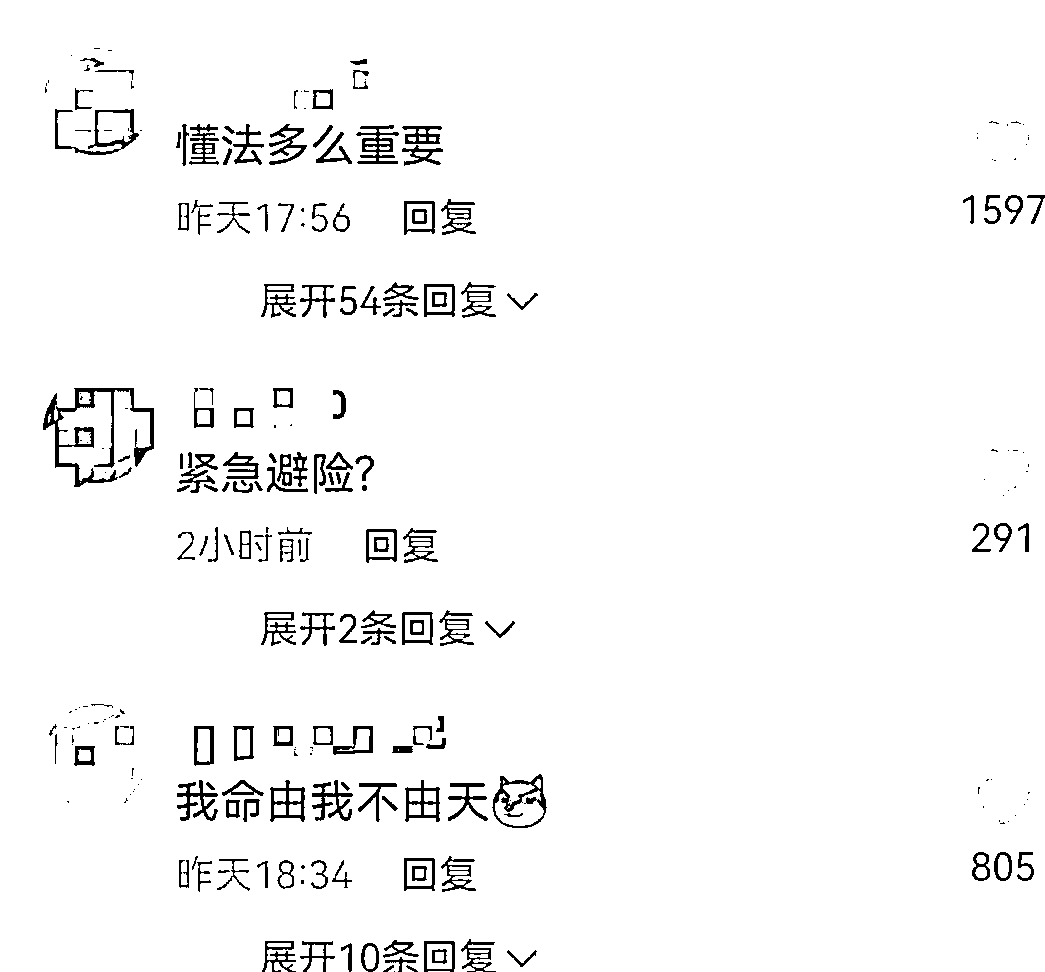 懂法多么重要
昨天17:56 回复
1597
展开54条回复
紧急避险?
2小时前 回复
291
展开2条回复
我命由我不由天
昨天18:34 回复
805
展开10条回复